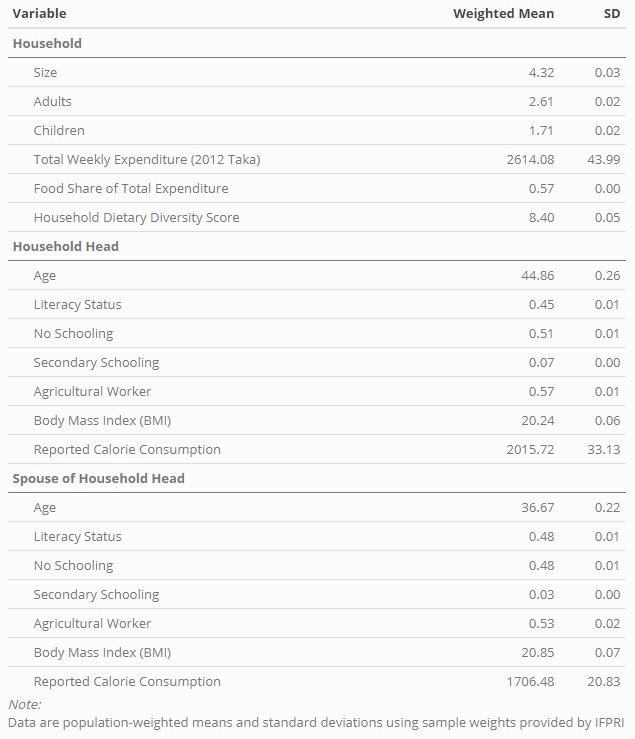 Variable Weighted Mean SD
Household
Size 4.32 0.03
Adults 2.61 0.02
Children 1.71 0.02
Total Weekly Expenditure (2012 Taka) 2614.08 43.99
Food Share of Total Expenditure 0.57 0.00
Household Dietary Diversity Score 8.40 0.05
Household Head
Age 44.86 0.26
Literacy Status 0.45 0.01
No Schooling 0.51 0.01
Secondary Schooling 0.07 0.00
Agricultural Worker 0.57 0.01
Body Mass Index (BMI) 20.24 0.06
Reported Calorie Consumption 2015.72 33.13
Spouse of Household Head
Age 36.67 0.22
Literacy Status 0.48 0.01
No Schooling 0.48 0.01
Secondary Schooling 0.03 0.00
Agricultural Worker 0.53 0.02
Body Mass Index (BMI) 20.85 0.07
Reported Calorie Consumption 1706.48 20.83
Note:
Data are population-weighted means and standard deviations using sample weights provided by IFPRI